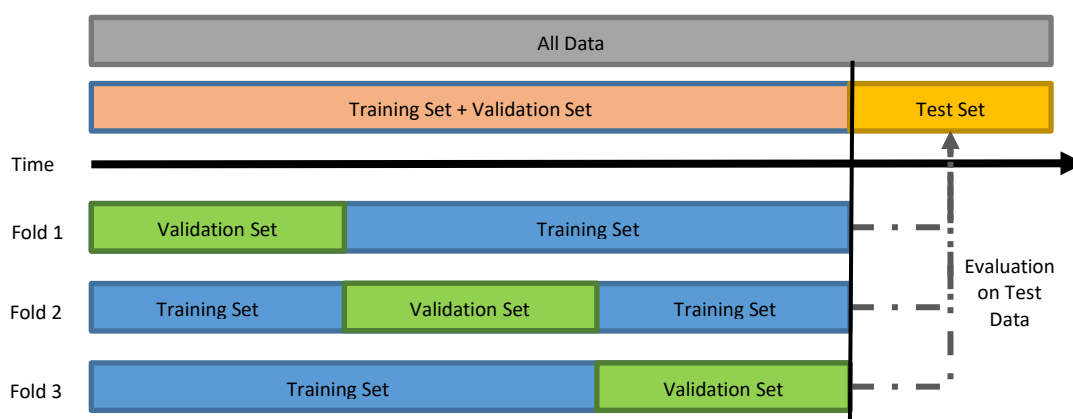 All Data
Training Set + Validation Set
Test Set
Time
Fold 1
Validation Set
Training Set
Fold 2
Training Set
Validation Set
Training Set
Fold 3
Training Set
Validation Set
Evaluation
on Test
Data